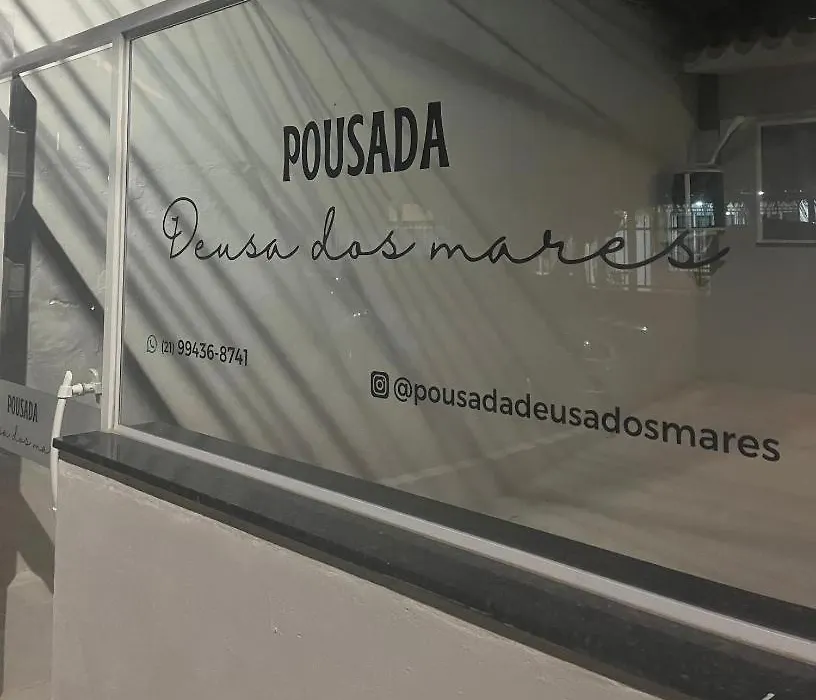 POUSADA
Deusa dos mares
(21) 99436-8741
@pousadadeusadosmares
POUSADA